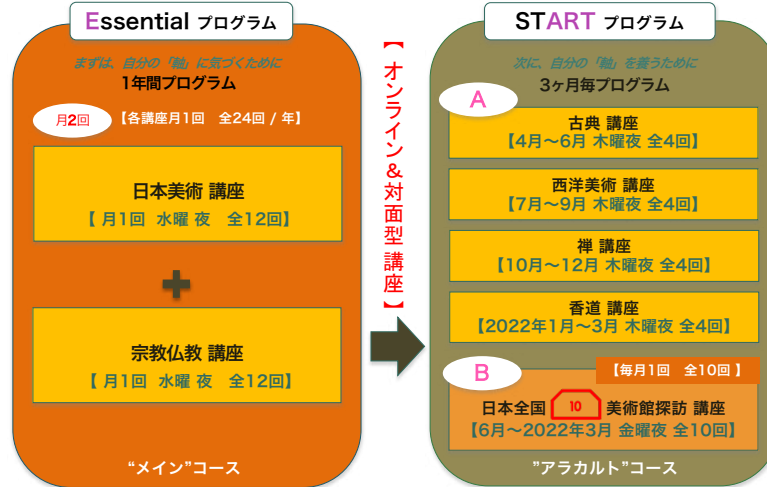 Essential プログラム
まずは、自分の「軸」に気づくために
1年間プログラム
月2回
【各講座月1回 全24回 / 年】
日本美術 講座
【 月1回 水曜 夜 全12回】
宗教仏教 講座
【 月1回 水曜 夜 全12回】
“メイン”コース
【オンライン&対面型 講座】
START プログラム
次に、自分の「軸」を養うために
3ヶ月毎プログラム
A
古典 講座
【4月〜6月 木曜夜 全4回】
西洋美術 講座
【7月〜9月 木曜夜 全4回】
禅 講座
【10月〜12月 木曜夜 全4回】
香道 講座
【2022年1月〜3月 木曜夜 全4回】
B
【毎月1回 全10回 】
日本全国 10 美術館探訪 講座
【6月〜2022年3月 金曜夜 全10回】
”アラカルト”コース